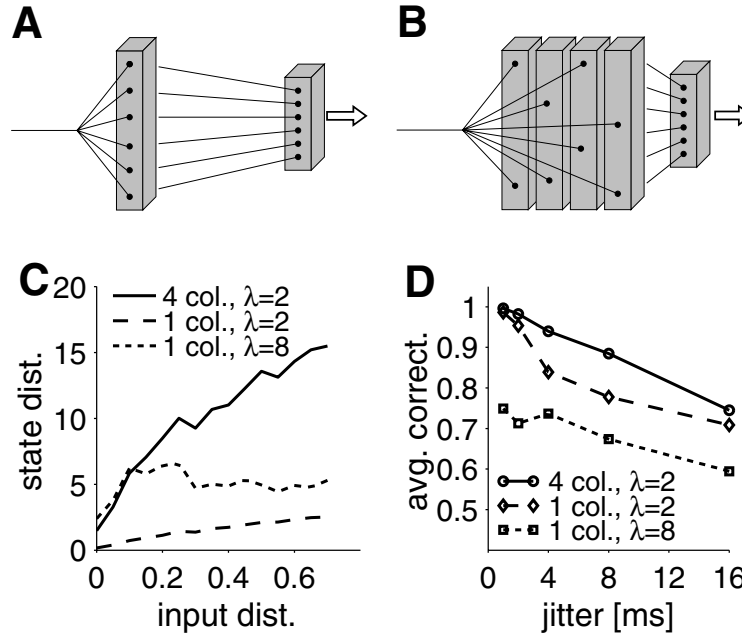 A
B
C
20
15
10
5
0
0
0.2
0.4
0.6
state dist.
input dist.
4 col., λ=2
1 col., λ=2
1 col., λ=8
D
1
0.9
0.8
0.7
0.6
0.5
0
4
8
12
16
avg. correct.
jitter [ms]
4 col., λ=2
1 col., λ=2
1 col., λ=8